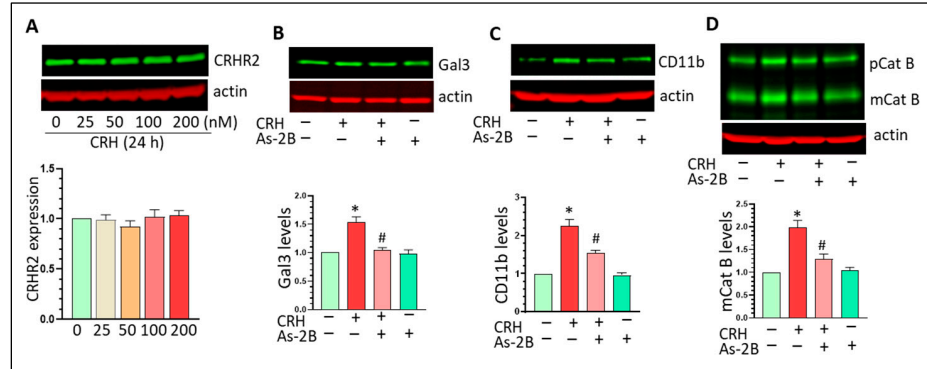 A
CRHR2
actin
0 25 50 100 200 (nM)
CRH (24 h)
CRHR2 expression
1.5
1.0
0.5
0.0
0 25 50 100 200
B
Gal3
actin
CRH − + + −
As-2B − − + +
Gal3 levels
2.0
1.5
1.0
0.5
0.0
*
#
CRH − + + −
As-2B − − + +
C
CD11b
actin
CRH − + + −
As-2B − − + +
CD11b levels
3
2
1
0
*
#
CRH − + + −
As-2B − − + +
D
pCat B
mCat B
actin
CRH − + + −
As-2B − − + +
mCat B levels
2.5
2.0
1.5
1.0
0.5
0.0
*
#
CRH − + + −
As-2B − − + +